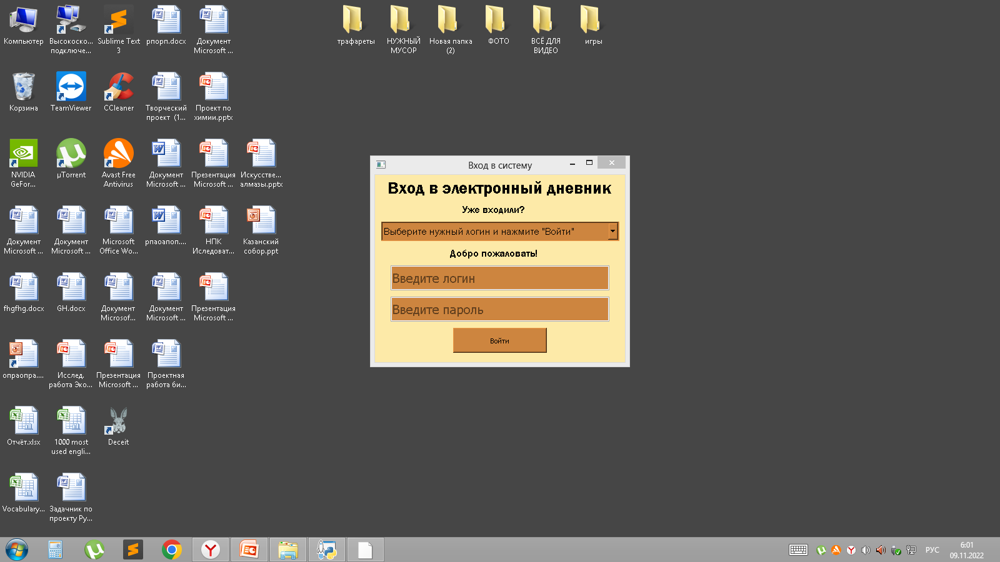 Компьютер
Высокоско...
подключе...
Sublime Text
3
рпорп.docx
Документ
Microsoft ...
трафареты
НУЖНЫЙ
МУСОР
Новая папка
(2)
ФОТО
ВСЁ ДЛЯ
ВИДЕО
игры
Корзина
TeamViewer
CCleaner
Творческий
проект (1...
Проект по
химии.pptx
NVIDIA
GeFor...
µTorrent
Avast Free
Antivirus
Документ
Microsoft ...
Презентация
Microsoft ...
Искусстве...
алмазы.pptx
Документ
Microsoft ...
Документ
Microsoft ...
Microsoft
Office Wo...
рпаоапоп....
НПК
Иследоват...
Казанский
собор.ppt
fhgfhg.docx
GH.docx
Документ
Microsof...
Документ
Microsoft ...
Презентация
Microsoft ...
опраопра....
Исслед.
работа Эко...
Презентация
Microsoft ...
Проектная
работа би...
Отчёт.xlsx
1000 most
used engli...
Deceit
Vocabulary...
Задачник по
проекту Ру...
Вход в систему
Вход в электронный дневник
Уже входили?
Выберите нужный логин и нажмите "Войти"
Добро пожаловать!
Введите логин
Введите пароль
Войти
РУС
6:01
09.11.2022